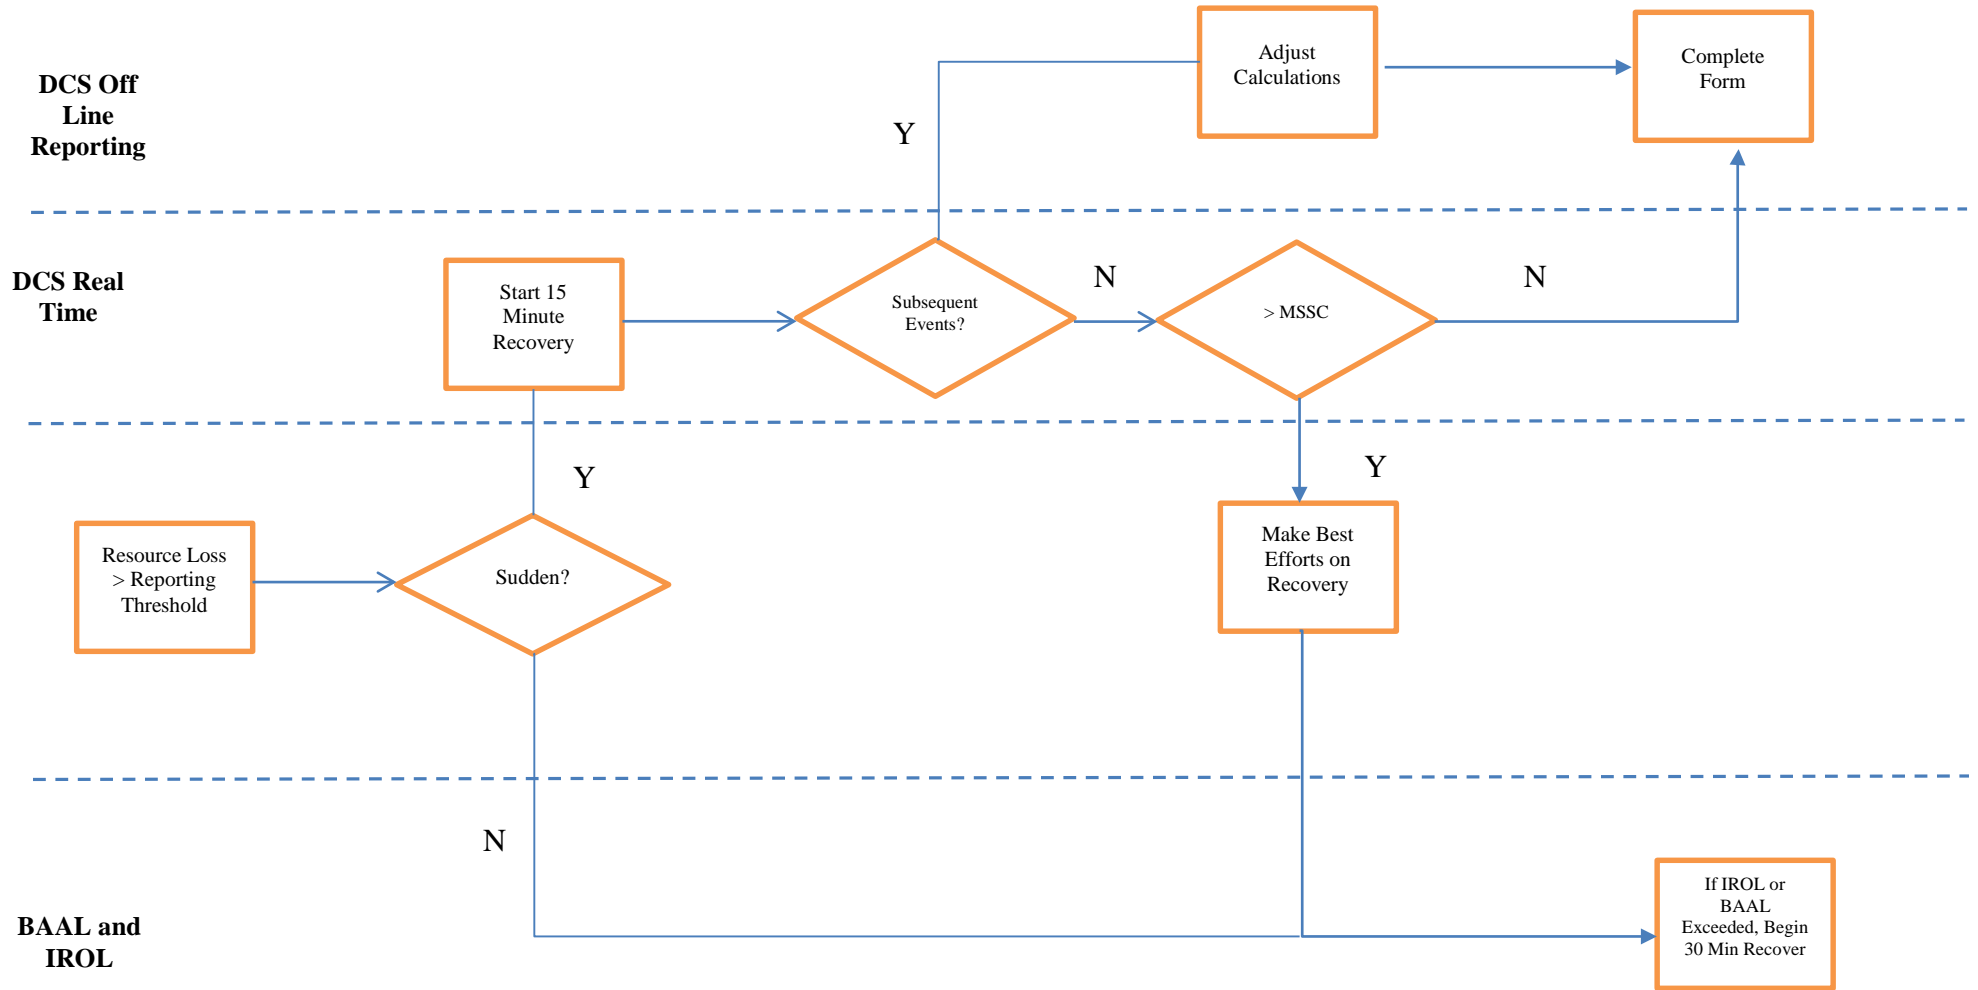 DCS Off
Line
Reporting
Adjust
Calculations
Complete
Form
Y
DCS Real
Time
Start 15
Minute
Recovery
Subsequent
Events?
N
> MSSC
N
Y
Y
Resource Loss
> Reporting
Threshold
Sudden?
Make Best
Efforts on
Recovery
N
BAAL and
IROL
If IROL or
BAAL
Exceeded, Begin
30 Min Recover